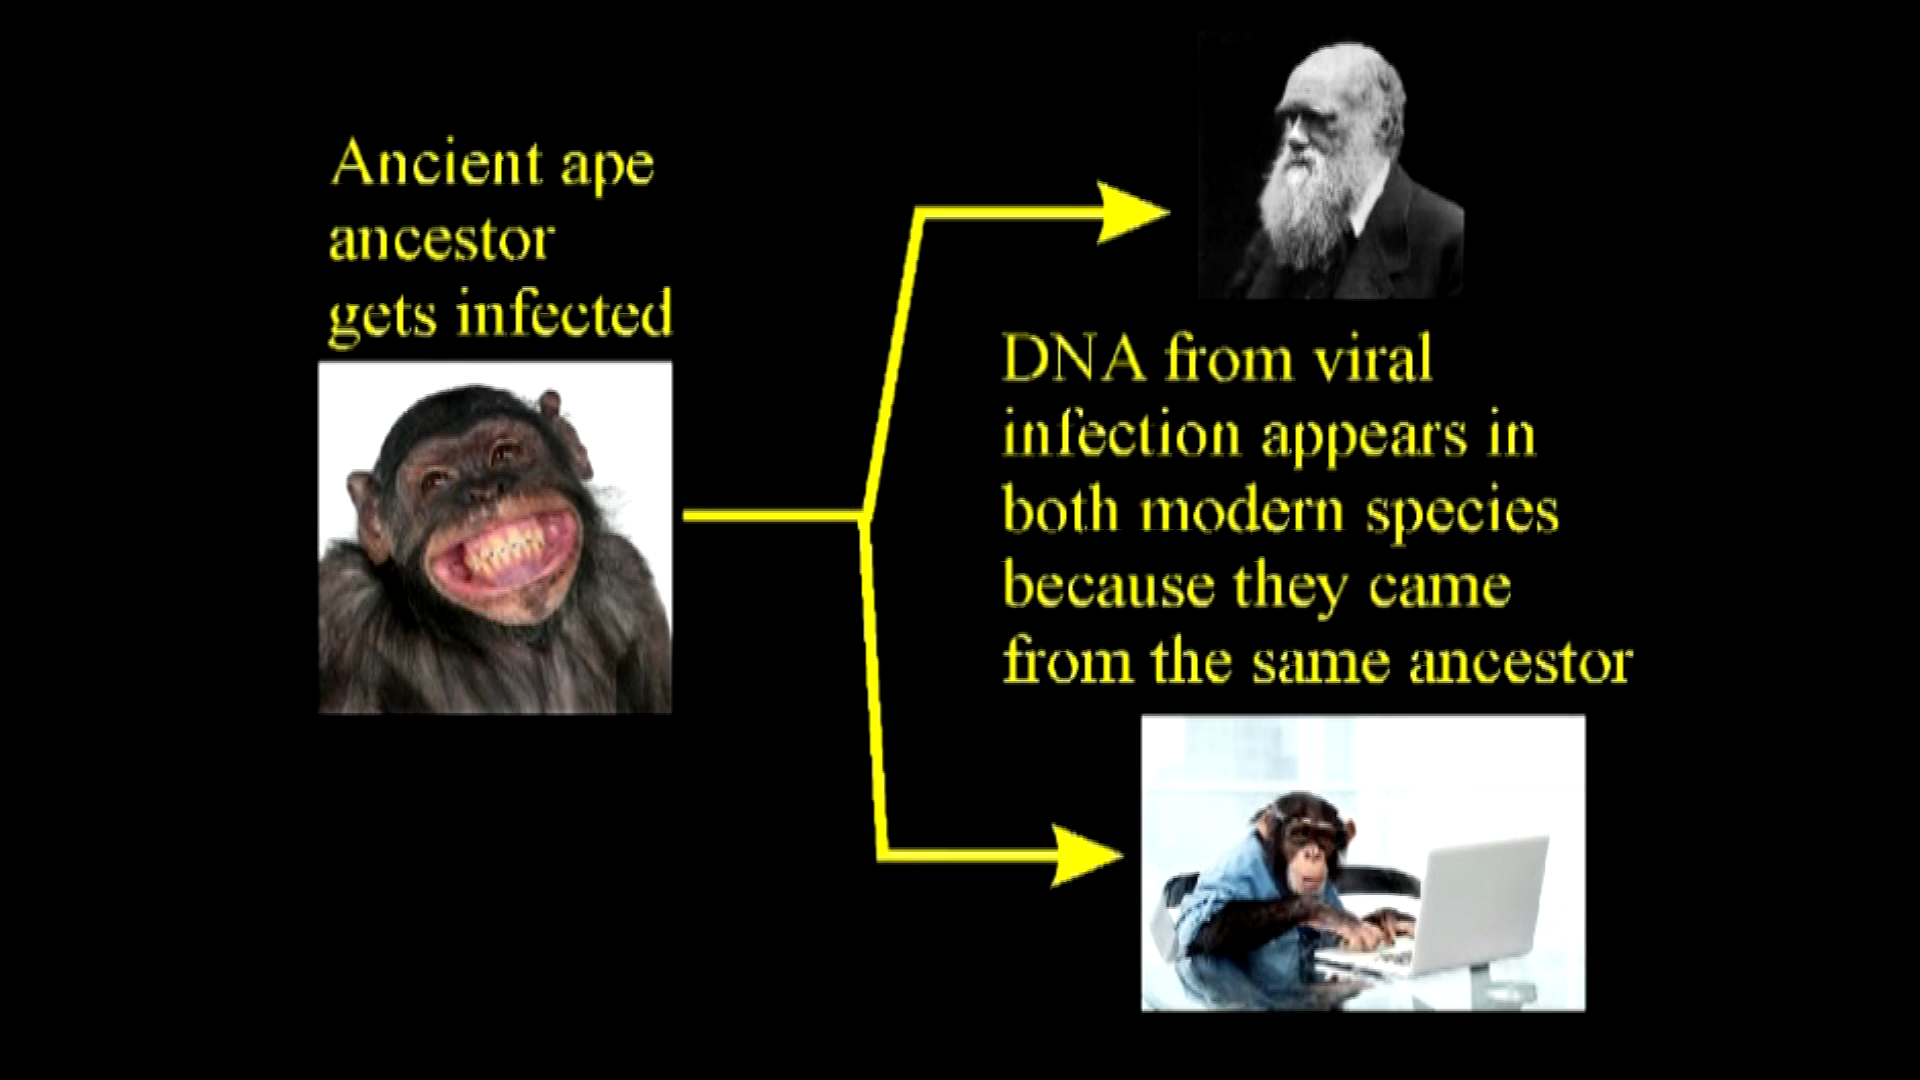 Ancient ape
ancestor
gets infected
DNA from viral
infection appears in
both modern species
because they came
from the same ancestor